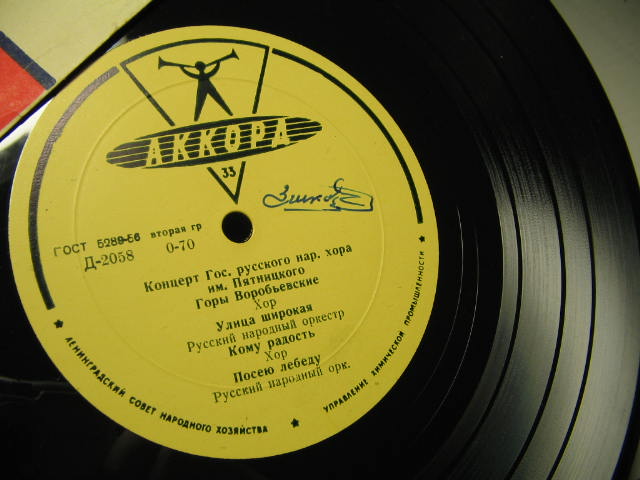 АККОРД
33
ГОСТ 5289-56 вторая гр
Д-2058 0-70
Концерт Гос. русского нар. хора
им. Пятницкого
Горы Воробьевские
Хор
Улица широкая
Русский народный оркестр
Кому радость
Хор
Посею лебеду
Русский народный орк.
★ ЛЕНИНГРАДСКИЙ СОВЕТ НАРОДНОГО ХОЗЯЙСТВА ★ УПРАВЛЕНИЕ ХИМИЧЕСКОЙ ПРОМЫШЛЕННОСТИ ★